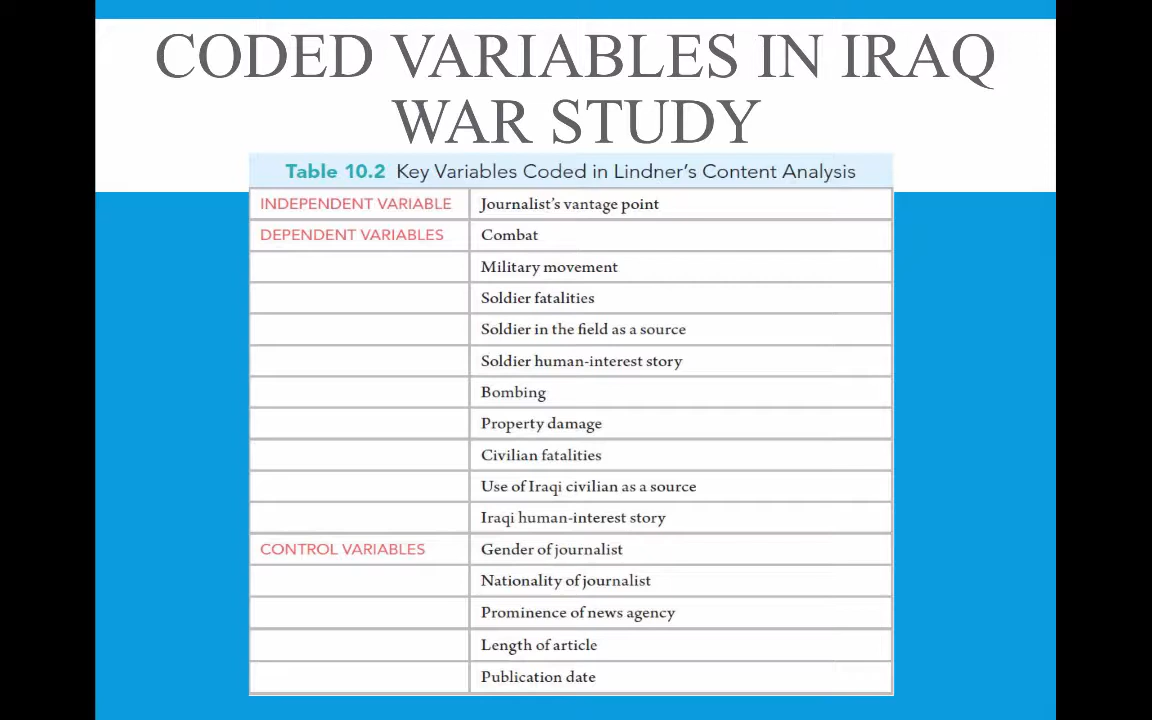 CODED VARIABLES IN IRAQ
WAR STUDY
Table 10.2 Key Variables Coded in Lindner's Content Analysis
INDEPENDENT VARIABLE Journalist's vantage point
DEPENDENT VARIABLES Combat
Military movement
Soldier fatalities
Soldier in the field as a source
Soldier human-interest story
Bombing
Property damage
Civilian fatalities
Use of Iraqi civilian as a source
Iraqi human-interest story
CONTROL VARIABLES Gender of journalist
Nationality of journalist
Prominence of news agency
Length of article
Publication date